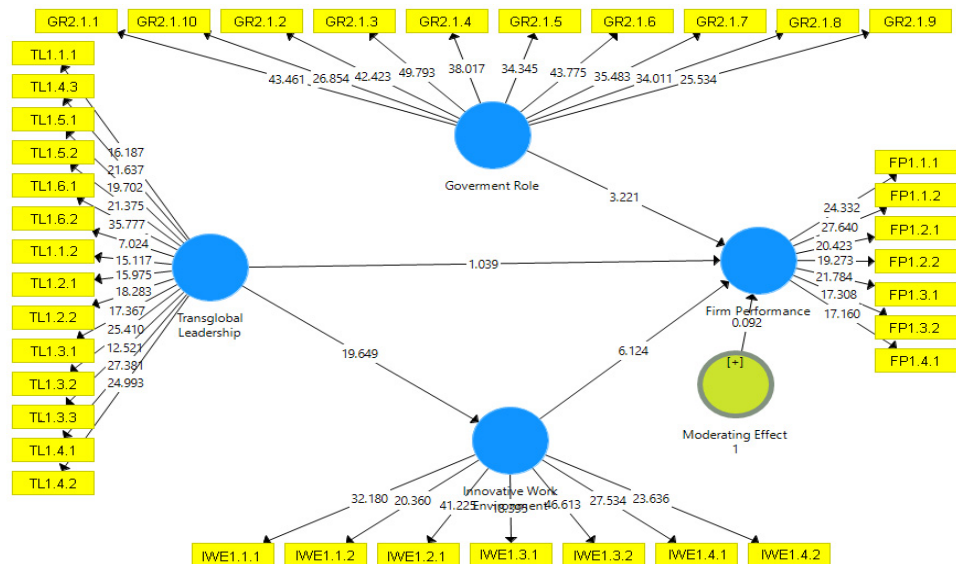 GR2.1.1 GR2.1.10 GR2.1.2 GR2.1.3 GR2.1.4 GR2.1.5 GR2.1.6 GR2.1.7 GR2.1.8 GR2.1.9
43.461 26.854 42.423 49.793 38.017 34.345 43.775 35.483 34.011 25.534
Goverment Role
TL1.1.1
TL1.4.3
TL1.5.1
TL1.5.2
TL1.6.1
TL1.6.2
TL1.1.2
TL1.2.1
TL1.2.2
TL1.3.1
TL1.3.2
TL1.3.3
TL1.4.1
TL1.4.2
16.187
21.637
19.702
21.375
35.777
7.024
15.117
15.975
18.283
17.367
25.410
12.521
27.381
24.993
Transglobal
Leadership
3.221
1.039
19.649
6.124
FP1.1.1
FP1.1.2
FP1.2.1
FP1.2.2
FP1.3.1
FP1.3.2
FP1.4.1
24.332
27.640
20.423
19.273
21.784
17.308
17.160
Firm Performance
0.092
[+]
Moderating Effect
1
Innovative Work
Environment
32.180 20.360 41.225 18.395 46.613 27.534 23.636
IWE1.1.1 IWE1.1.2 IWE1.2.1 IWE1.3.1 IWE1.3.2 IWE1.4.1 IWE1.4.2